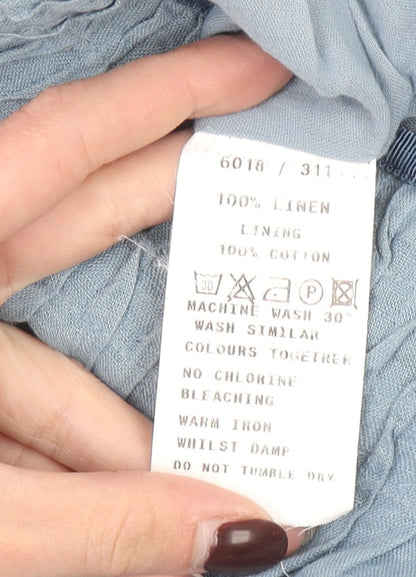 6018 / 311
100% LINEN
LINING
100% COTTON
30 P
MACHINE WASH 30°
WASH SIMILAR
COLOURS TOGETHER
NO CHLORINE
BLEACHING
WARM IRON
WHILST DAMP
DO NOT TUMBLE DRY